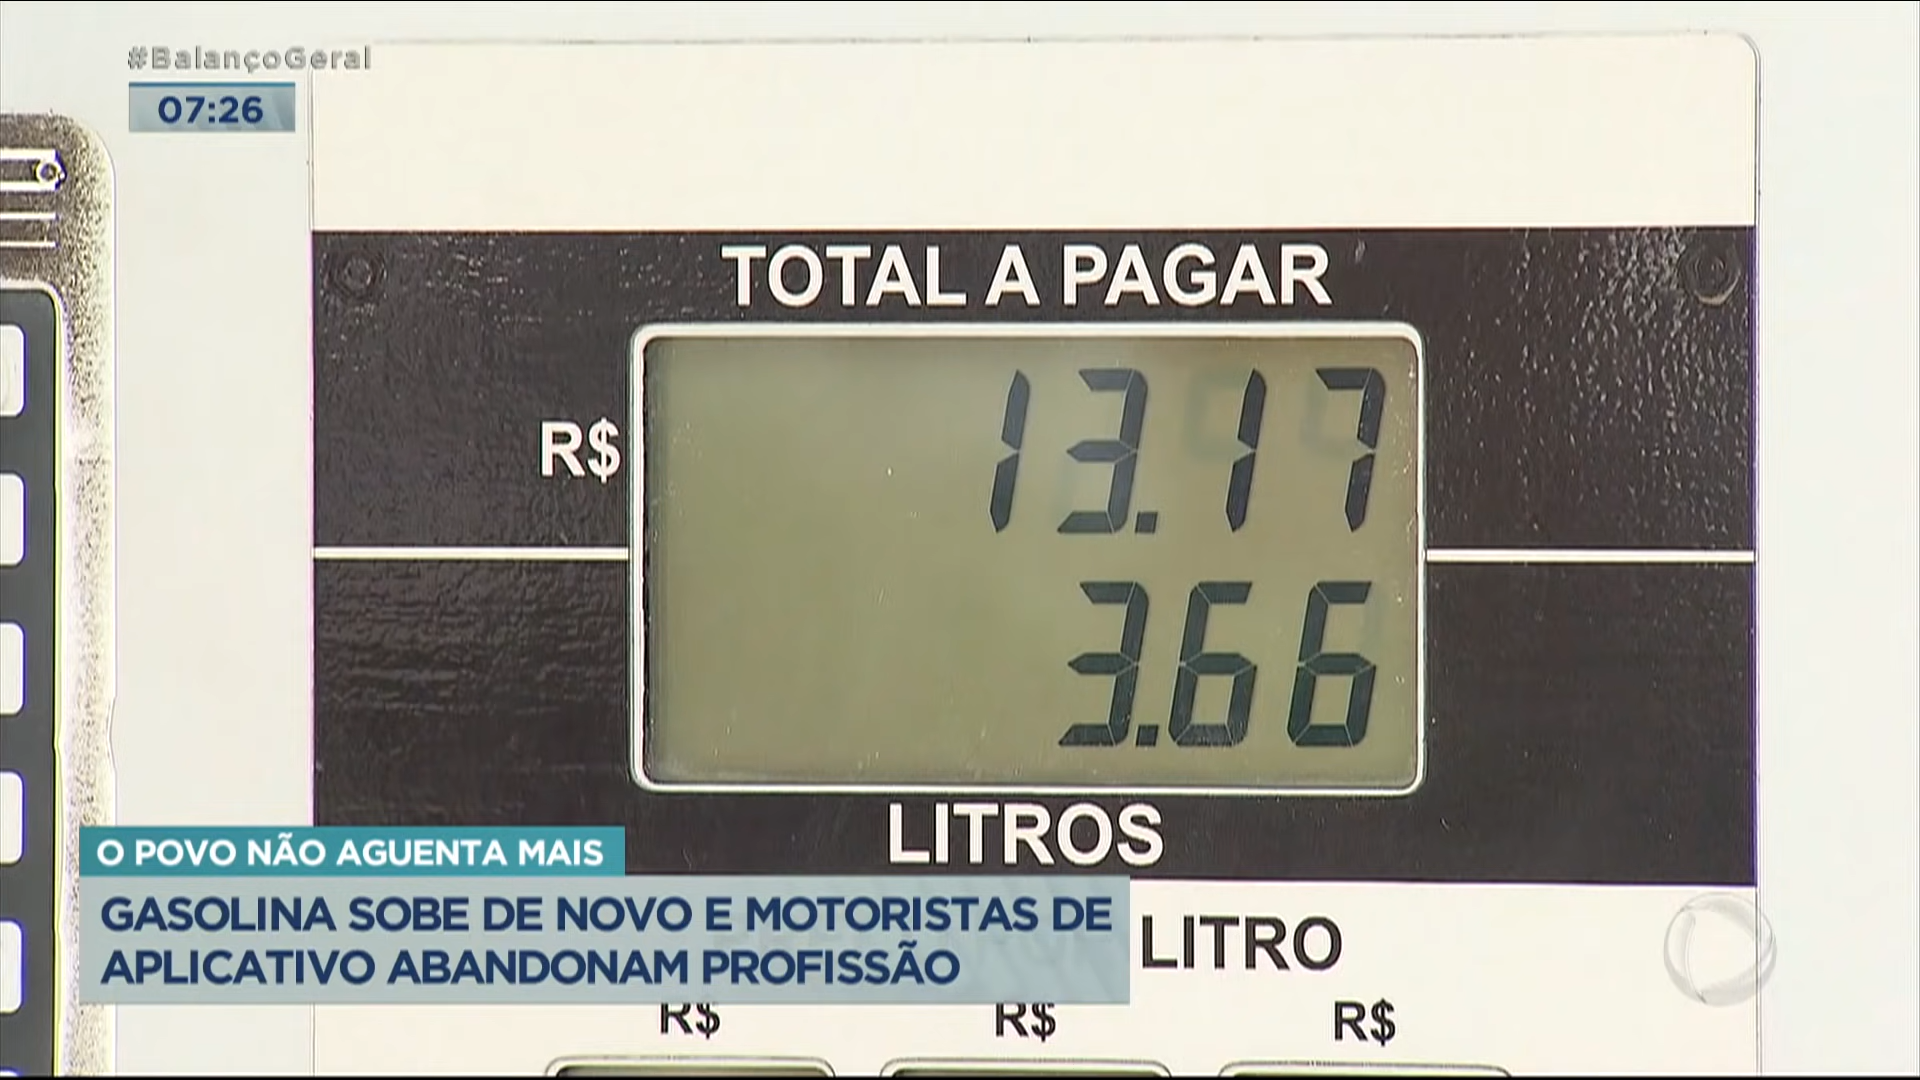 #BalançoGeral
07:26
TOTAL A PAGAR
R$
13.17
3.66
LITROS
O POVO NÃO AGUENTA MAIS
GASOLINA SOBE DE NOVO E MOTORISTAS DE
APLICATIVO ABANDONAM PROFISSÃO
LITRO
R$ R$ R$